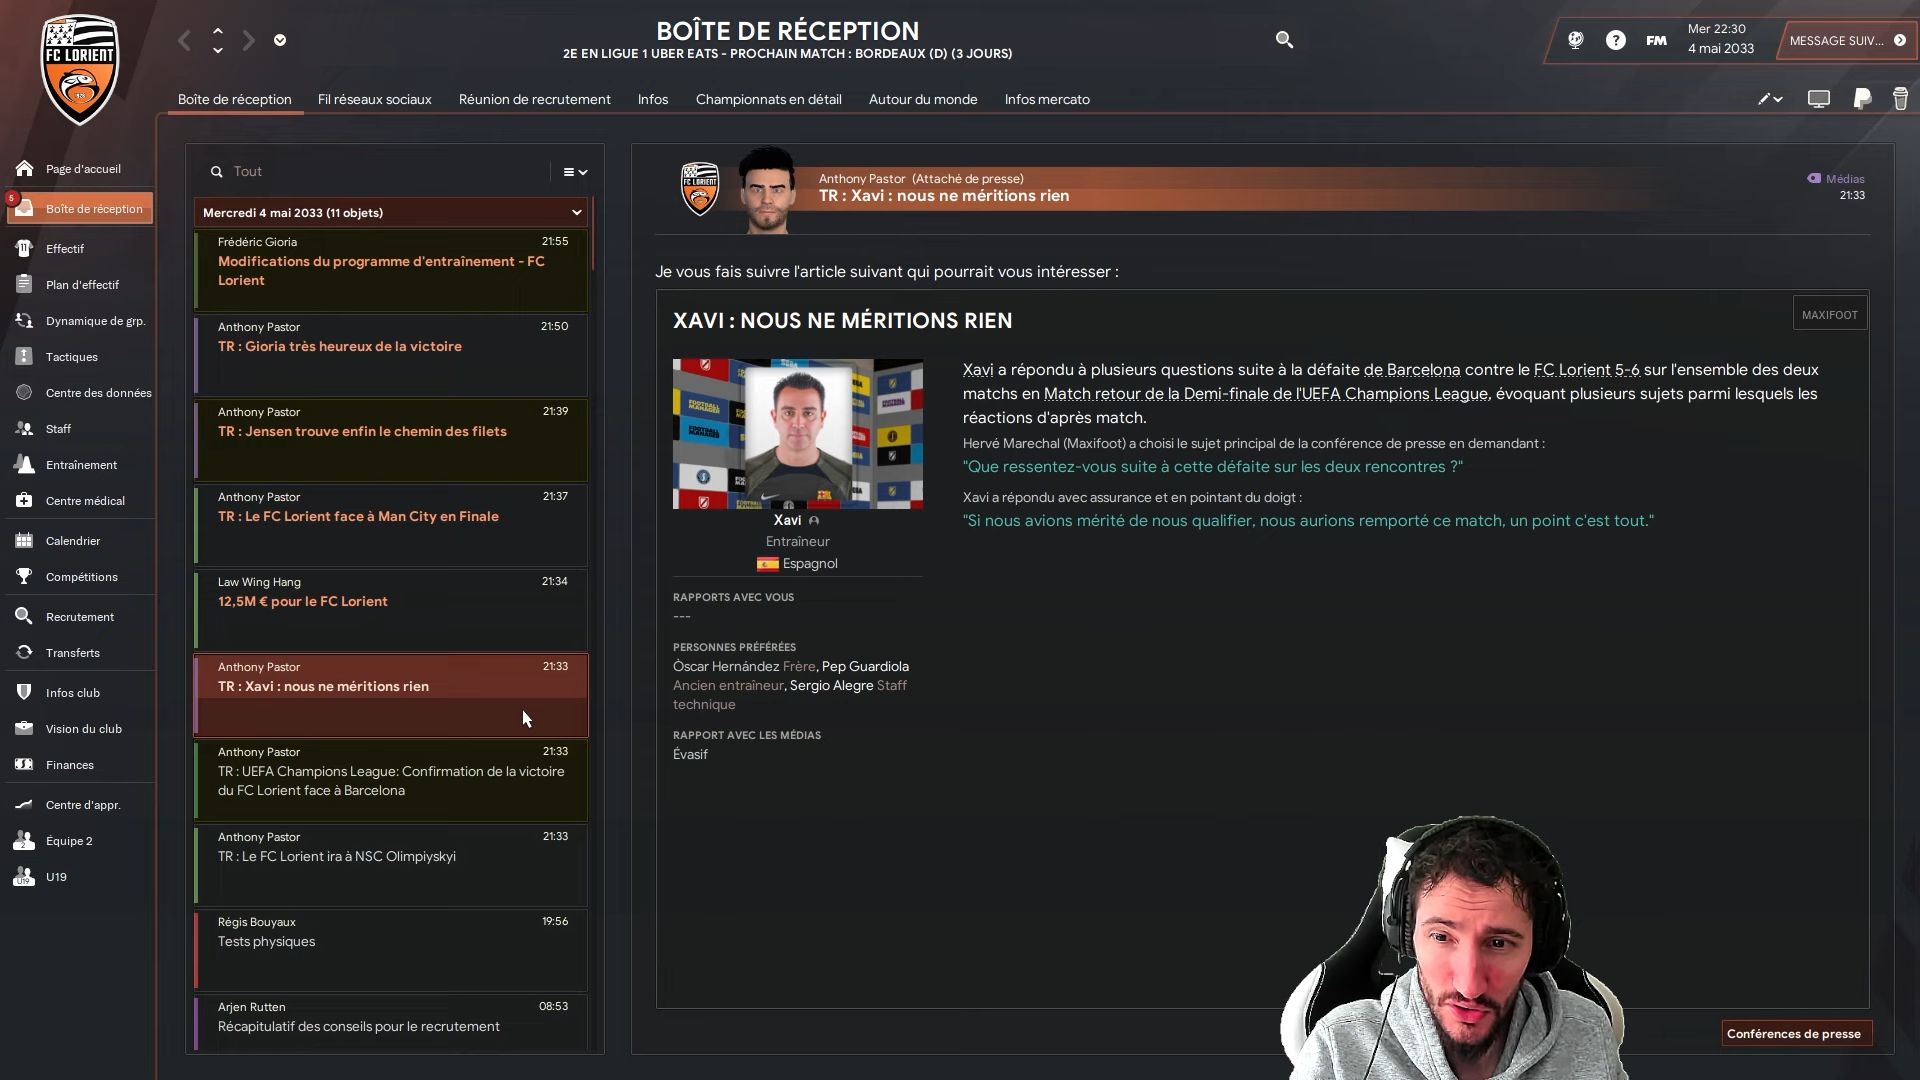 FC LORIENT
BOÎTE DE RÉCEPTION
2E EN LIGUE 1 UBER EATS - PROCHAIN MATCH : BORDEAUX (D) (3 JOURS)
?
FM
Mer 22:30
4 mai 2033
MESSAGE SUIV...
Boîte de réception
Fil réseaux sociaux
Réunion de recrutement
Infos
Championnats en détail
Autour du monde
Infos mercato
Page d'accueil
5
Boîte de réception
Effectif
Plan d'effectif
Dynamique de grp.
Tactiques
Centre des données
Staff
Entraînement
Centre médical
Calendrier
Compétitions
Recrutement
Transferts
Infos club
Vision du club
Finances
Centre d'appr.
Équipe 2
U19
Tout
Mercredi 4 mai 2033 (11 objets)
Frédéric Gioria 21:55
Modifications du programme d'entraînement - FC
Lorient
Anthony Pastor 21:50
TR : Gioria très heureux de la victoire
Anthony Pastor 21:39
TR : Jensen trouve enfin le chemin des filets
Anthony Pastor 21:37
TR : Le FC Lorient face à Man City en Finale
Law Wing Hang 21:34
12,5M € pour le FC Lorient
Anthony Pastor 21:33
TR : Xavi : nous ne méritions rien
Anthony Pastor 21:33
TR : UEFA Champions League: Confirmation de la victoire
du FC Lorient face à Barcelona
Anthony Pastor 21:33
TR : Le FC Lorient ira à NSC Olimpiyskyi
Régis Bouyaux 19:56
Tests physiques
Arjen Rutten 08:53
Récapitulatif des conseils pour le recrutement
FC LORIENT
Anthony Pastor (Attaché de presse)
TR : Xavi : nous ne méritions rien
Médias
21:33
Je vous fais suivre l'article suivant qui pourrait vous intéresser :
XAVI : NOUS NE MÉRITIONS RIEN
MAXIFOOT
Xavi
Entraîneur
Espagnol
RAPPORTS AVEC VOUS
---
PERSONNES PRÉFÉRÉES
Òscar Hernández Frère, Pep Guardiola
Ancien entraîneur, Sergio Alegre Staff
technique
RAPPORT AVEC LES MÉDIAS
Évasif
Xavi a répondu à plusieurs questions suite à la défaite de Barcelona contre le FC Lorient 5-6 sur l'ensemble des deux
matchs en Match retour de la Demi-finale de l'UEFA Champions League, évoquant plusieurs sujets parmi lesquels les
réactions d'après match.
Hervé Marechal (Maxifoot) a choisi le sujet principal de la conférence de presse en demandant :
"Que ressentez-vous suite à cette défaite sur les deux rencontres ?"
Xavi a répondu avec assurance et en pointant du doigt :
"Si nous avions mérité de nous qualifier, nous aurions remporté ce match, un point c'est tout."
Conférences de presse